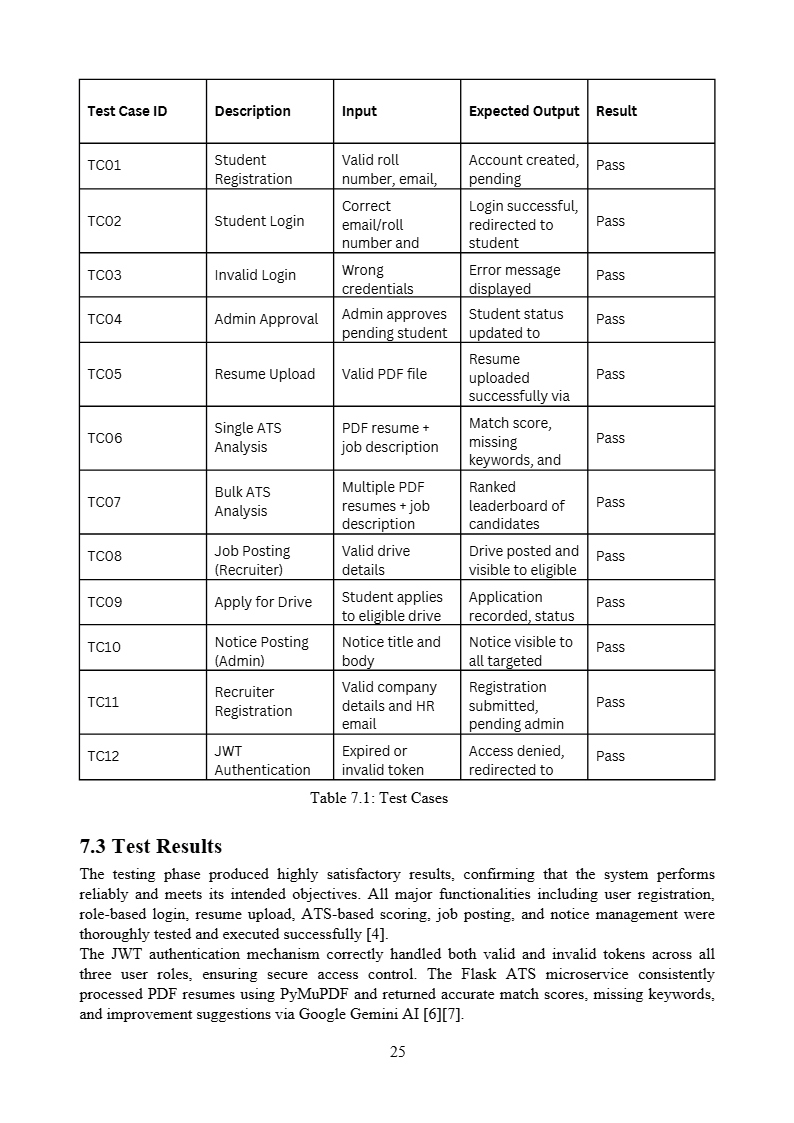 Test Case ID Description Input Expected Output Result
TC01
Student
Registration
Valid roll
number, email,
Account created,
pending
Pass
TC02
Student Login
Correct
email/roll
number and
Login successful,
redirected to
student
Pass
TC03
Invalid Login
Wrong
credentials
Error message
displayed
Pass
TC04
Admin Approval
Admin approves
pending student
Student status
updated to
Pass
TC05
Resume Upload
Valid PDF file
Resume
uploaded
successfully via
Pass
TC06
Single ATS
Analysis
PDF resume +
job description
Match score,
missing
keywords, and
Pass
TC07
Bulk ATS
Analysis
Multiple PDF
resumes + job
description
Ranked
leaderboard of
candidates
Pass
TC08
Job Posting
(Recruiter)
Valid drive
details
Drive posted and
visible to eligible
Pass
TC09
Apply for Drive
Student applies
to eligible drive
Application
recorded, status
Pass
TC10
Notice Posting
(Admin)
Notice title and
body
Notice visible to
all targeted
Pass
TC11
Recruiter
Registration
Valid company
details and HR
email
Registration
submitted,
pending admin
Pass
TC12
JWT
Authentication
Expired or
invalid token
Access denied,
redirected to
Pass
Table 7.1: Test Cases
7.3 Test Results
The testing phase produced highly satisfactory results, confirming that the system performs
reliably and meets its intended objectives. All major functionalities including user registration,
role-based login, resume upload, ATS-based scoring, job posting, and notice management were
thoroughly tested and executed successfully [4].
The JWT authentication mechanism correctly handled both valid and invalid tokens across all
three user roles, ensuring secure access control. The Flask ATS microservice consistently
processed PDF resumes using PyMuPDF and returned accurate match scores, missing keywords,
and improvement suggestions via Google Gemini AI [6][7].
25